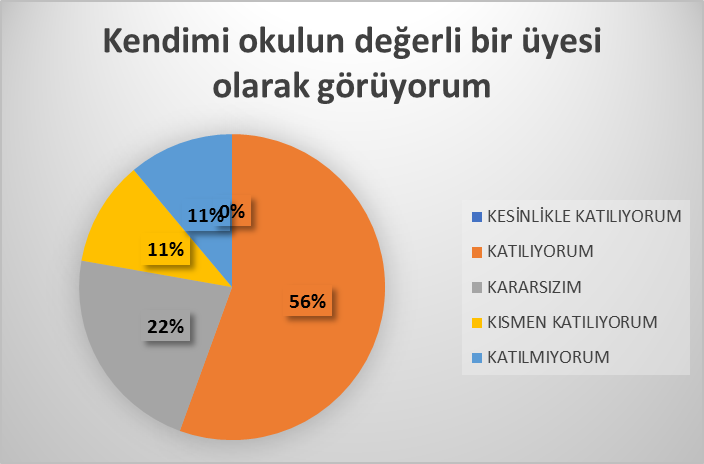 Kendimi okulun değerli bir üyesi
olarak görüyorum
0%
11%
11%
56%
22%
KESİNLİKLE KATILIYORUM
KATILIYORUM
KARARSIZIM
KISMEN KATILIYORUM
KATILMIYORUM